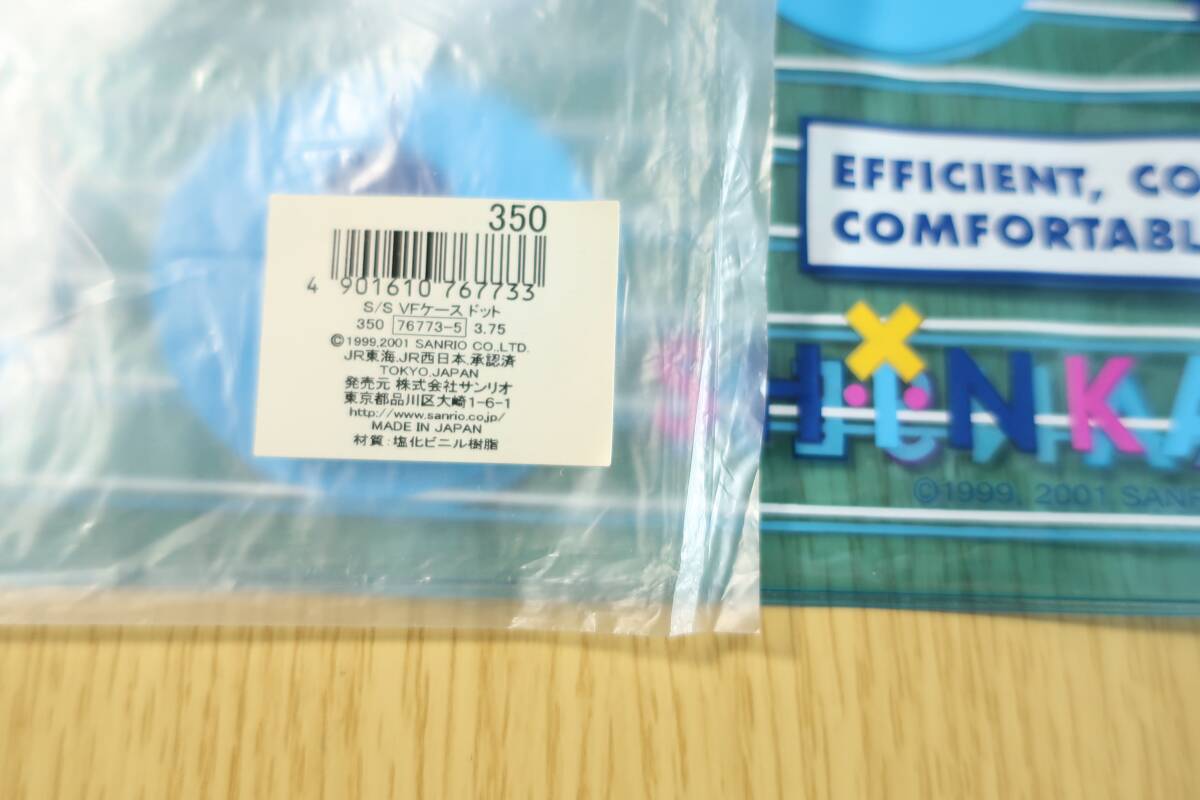 350
4 901610 767733
S/S VFケース ドット
350 76773-5 3.75
©1999,2001 SANRIO CO.,LTD.
JR東海,JR西日本,承認済
TOKYO,JAPAN
発売元 株式会社サンリオ
東京都品川区大崎1-6-1
http://www.sanrio.co.jp/
MADE IN JAPAN
材質:塩化ビニル樹脂
EFFICIENT, CO
COMFORTABL
SHINKA
©1999, 2001 SANR